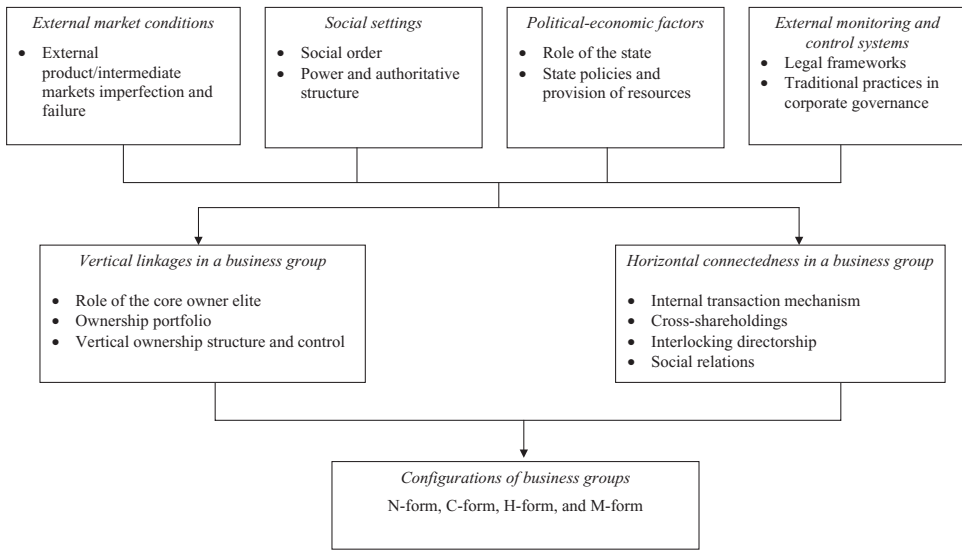 External market conditions
• External
product/intermediate
markets imperfection and
failure
Social settings
• Social order
• Power and authoritative
structure
Political-economic factors
• Role of the state
• State policies and
provision of resources
External monitoring and
control systems
• Legal frameworks
• Traditional practices in
corporate governance
Vertical linkages in a business group
• Role of the core owner elite
• Ownership portfolio
• Vertical ownership structure and control
Horizontal connectedness in a business group
• Internal transaction mechanism
• Cross-shareholdings
• Interlocking directorship
• Social relations
Configurations of business groups
N-form, C-form, H-form, and M-form